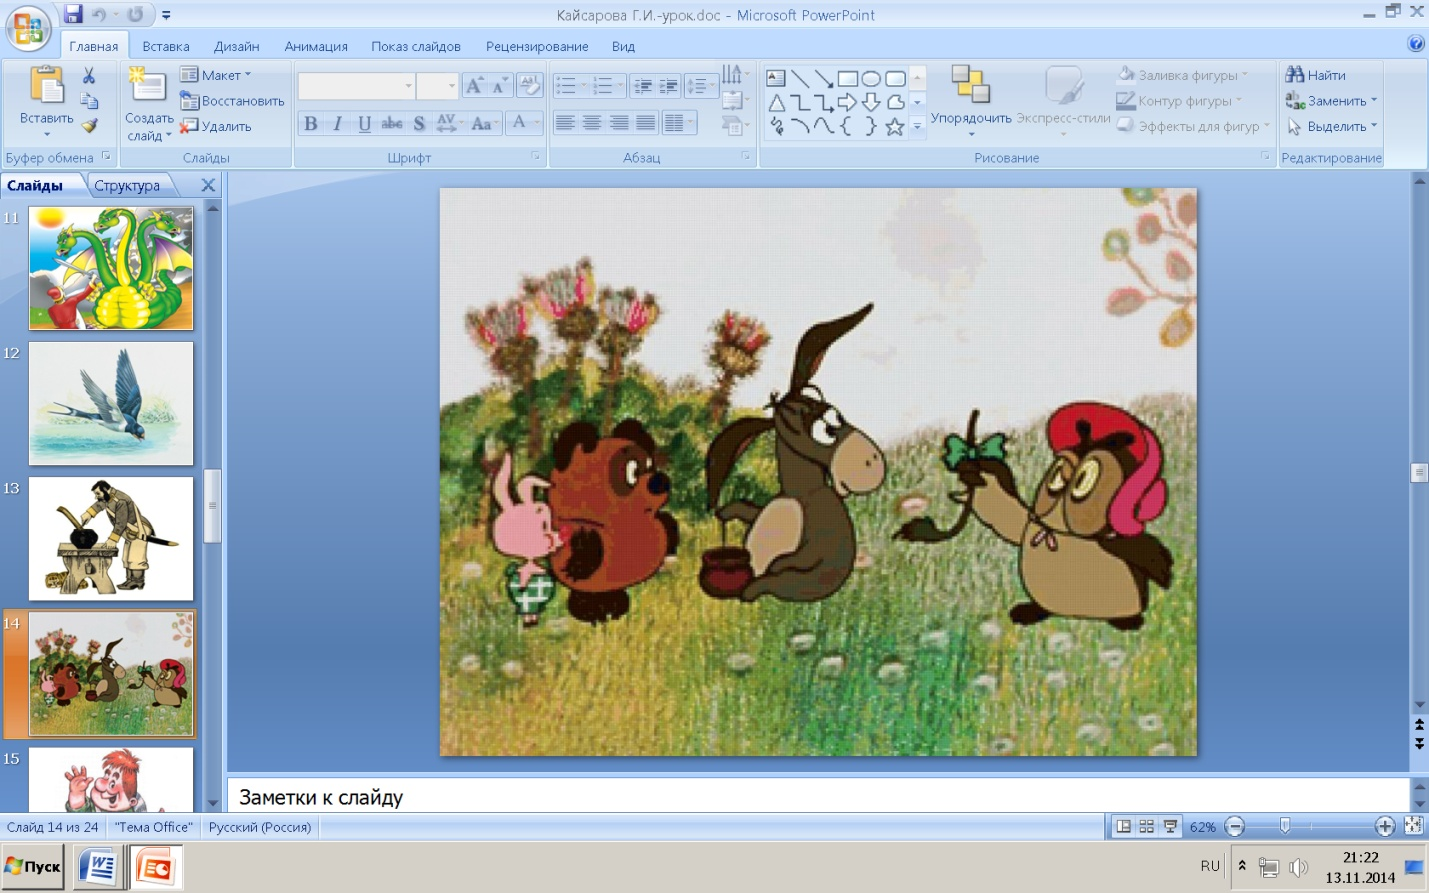 Кайсарова Г.И.-урок.doc - Microsoft PowerPoint
Главная Вставка Дизайн Анимация Показ слайдов Рецензирование Вид
Вставить
Буфер обмена
Создать слайд
Макет
Восстановить
Удалить
Слайды
Ж К Ч abc S AV Aa А
Шрифт
Абзац
Упорядочить
Экспресс-стили
Заливка фигуры
Контур фигуры
Эффекты для фигур
Рисование
Найти
Заменить
Выделить
Редактирование
Слайды Структура
11
12
13
14
15
Заметки к слайду
Слайд 14 из 24 "Тема Office" Русский (Россия) 62%
Пуск RU 21:22
13.11.2014